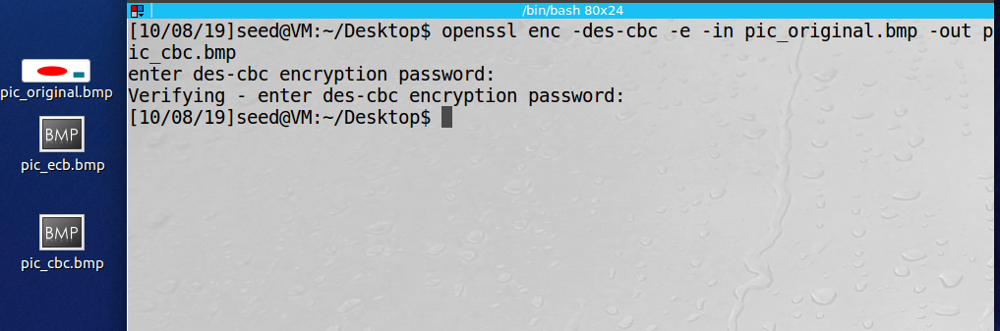 /bin/bash 80x24
[10/08/19]seed@VM:~/Desktop$ openssl enc -des-cbc -e -in pic_original.bmp -out p
ic_cbc.bmp
enter des-cbc encryption password:
Verifying - enter des-cbc encryption password:
[10/08/19]seed@VM:~/Desktop$
pic_original.bmp
BMP
pic_ecb.bmp
BMP
pic_cbc.bmp